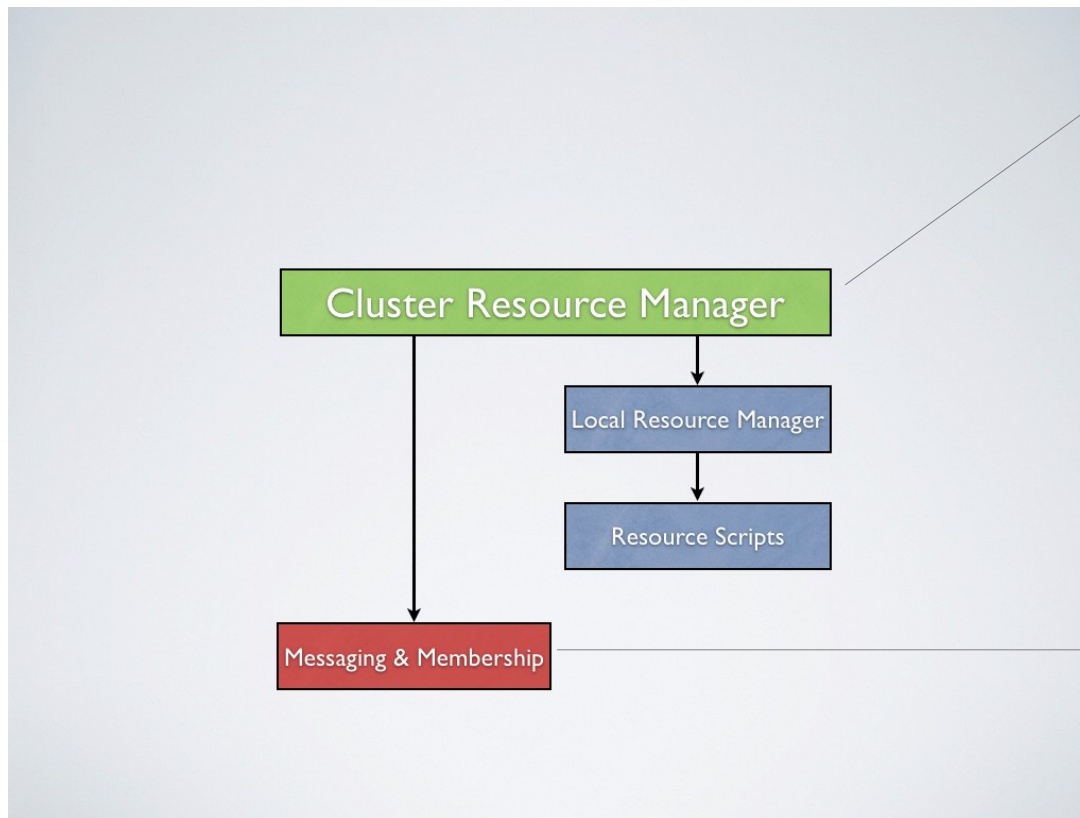 Cluster Resource Manager
Local Resource Manager
Resource Scripts
Messaging & Membership